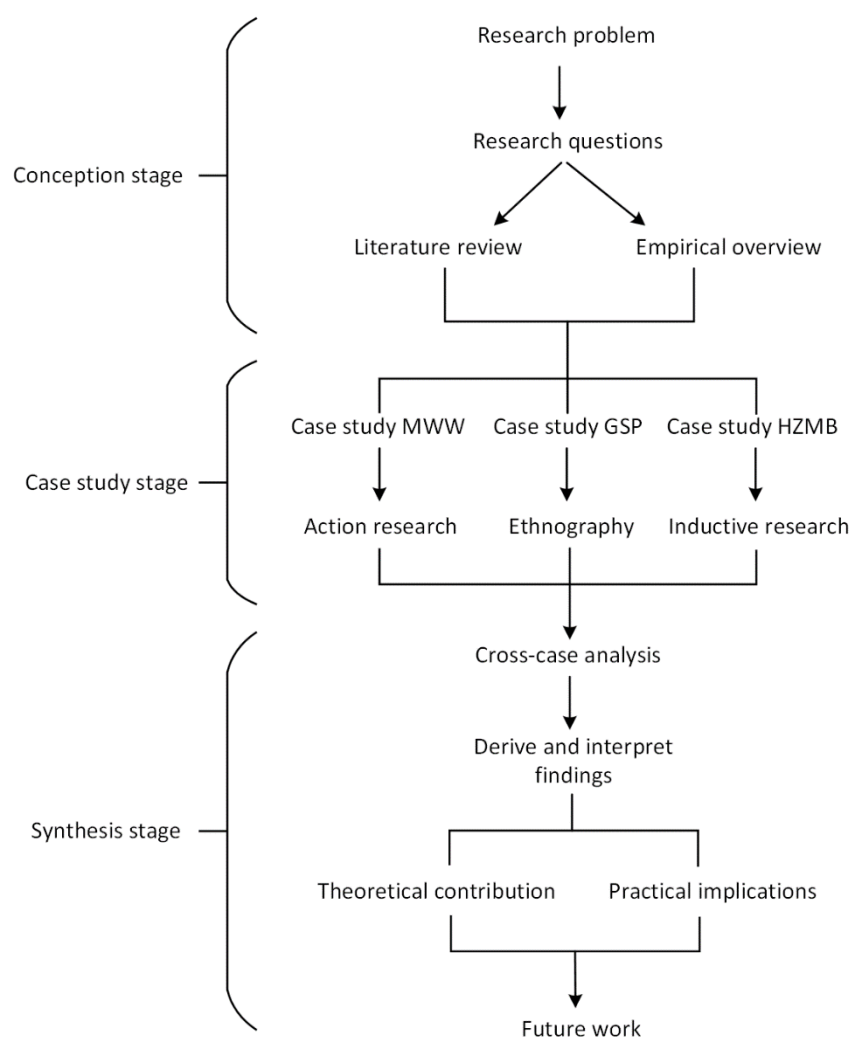 Research problem
Research questions
Conception stage
Literature review
Empirical overview
Case study MWW
Case study GSP
Case study HZMB
Case study stage
Action research
Ethnography
Inductive research
Cross-case analysis
Derive and interpret
findings
Synthesis stage
Theoretical contribution
Practical implications
Future work